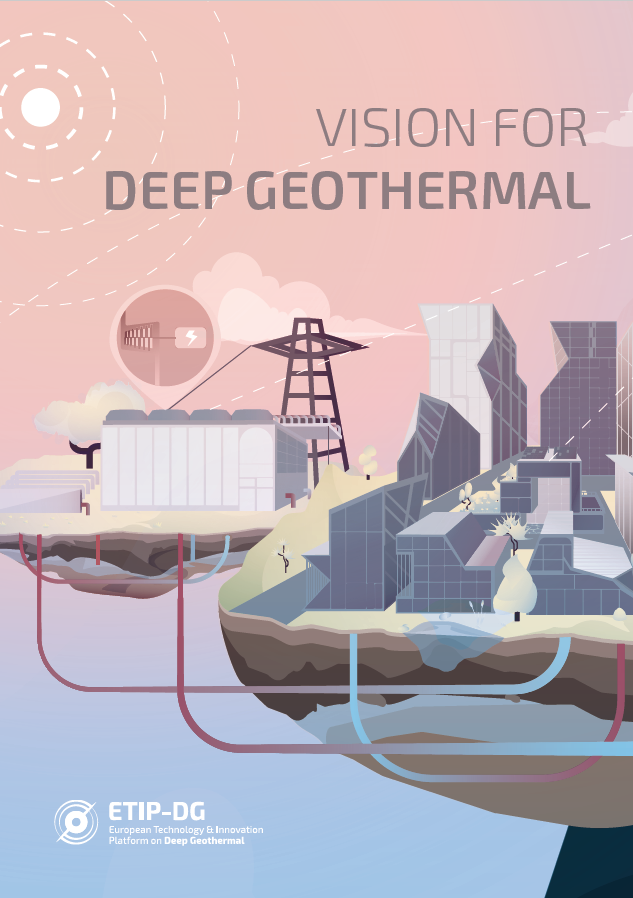 VISION FOR
DEEP GEOTHERMAL
ETIP-DG
European Technology & Innovation
Platform on Deep Geothermal